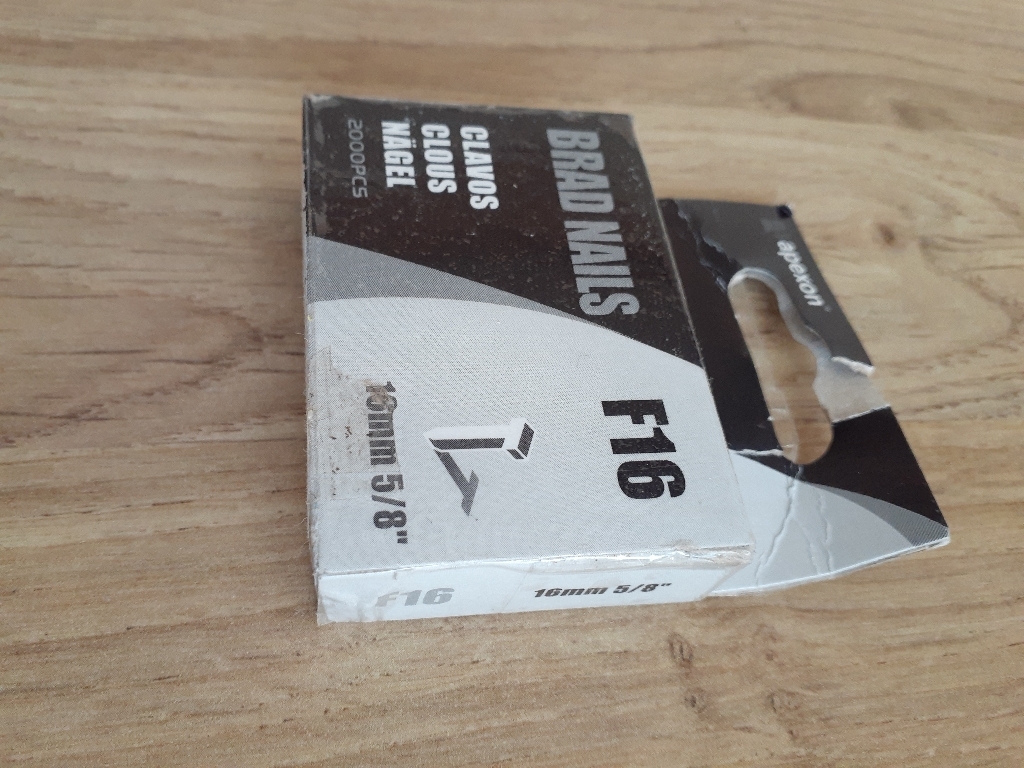 apexon
BRAD NAILS
CLAVOS
CLOUS
NÄGEL
2000PCS
F16
16mm 5/8"
F16
16mm 5/8"